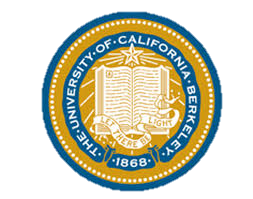 THE·UNIVERSITY·OF·CALIFORNIA·BERKELEY
LET THERE BE LIGHT
·1868·